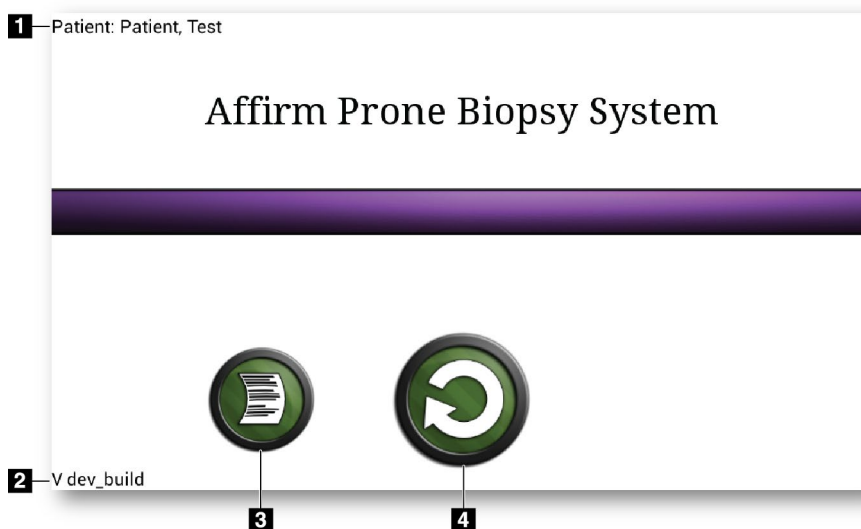 1 Patient: Patient, Test
Affirm Prone Biopsy System
2 V dev_build
3 4